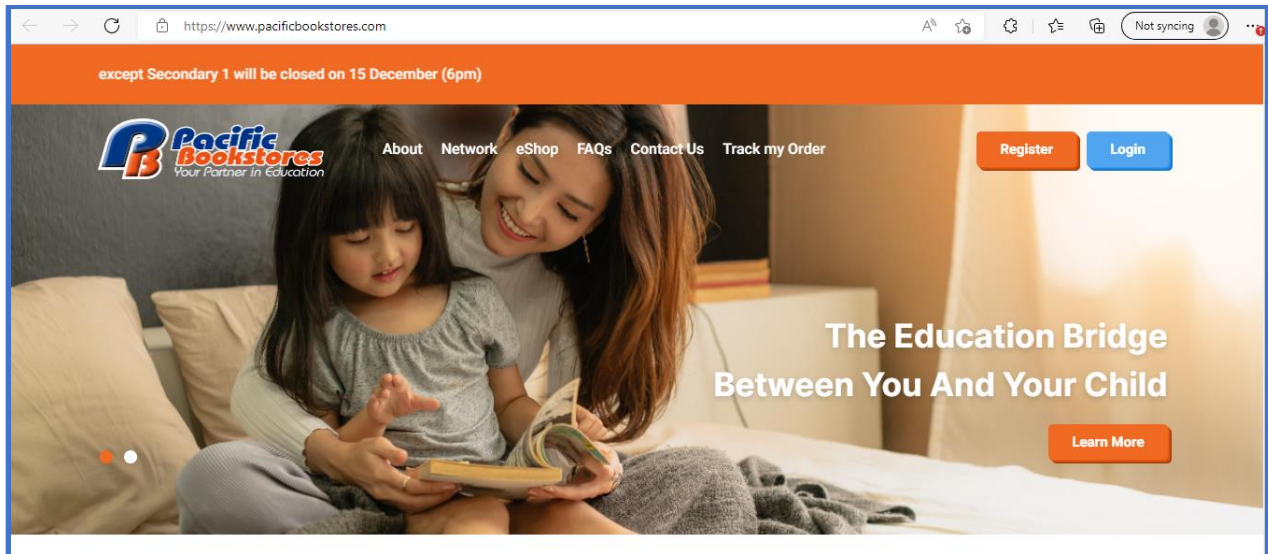 https://www.pacificbookstores.com
Not syncing
except Secondary 1 will be closed on 15 December (6pm)
Pacific
Bookstores
Your Partner in Education
About Network eShop FAQs Contact Us Track my Order
Register Login
The Education Bridge
Between You And Your Child
Learn More